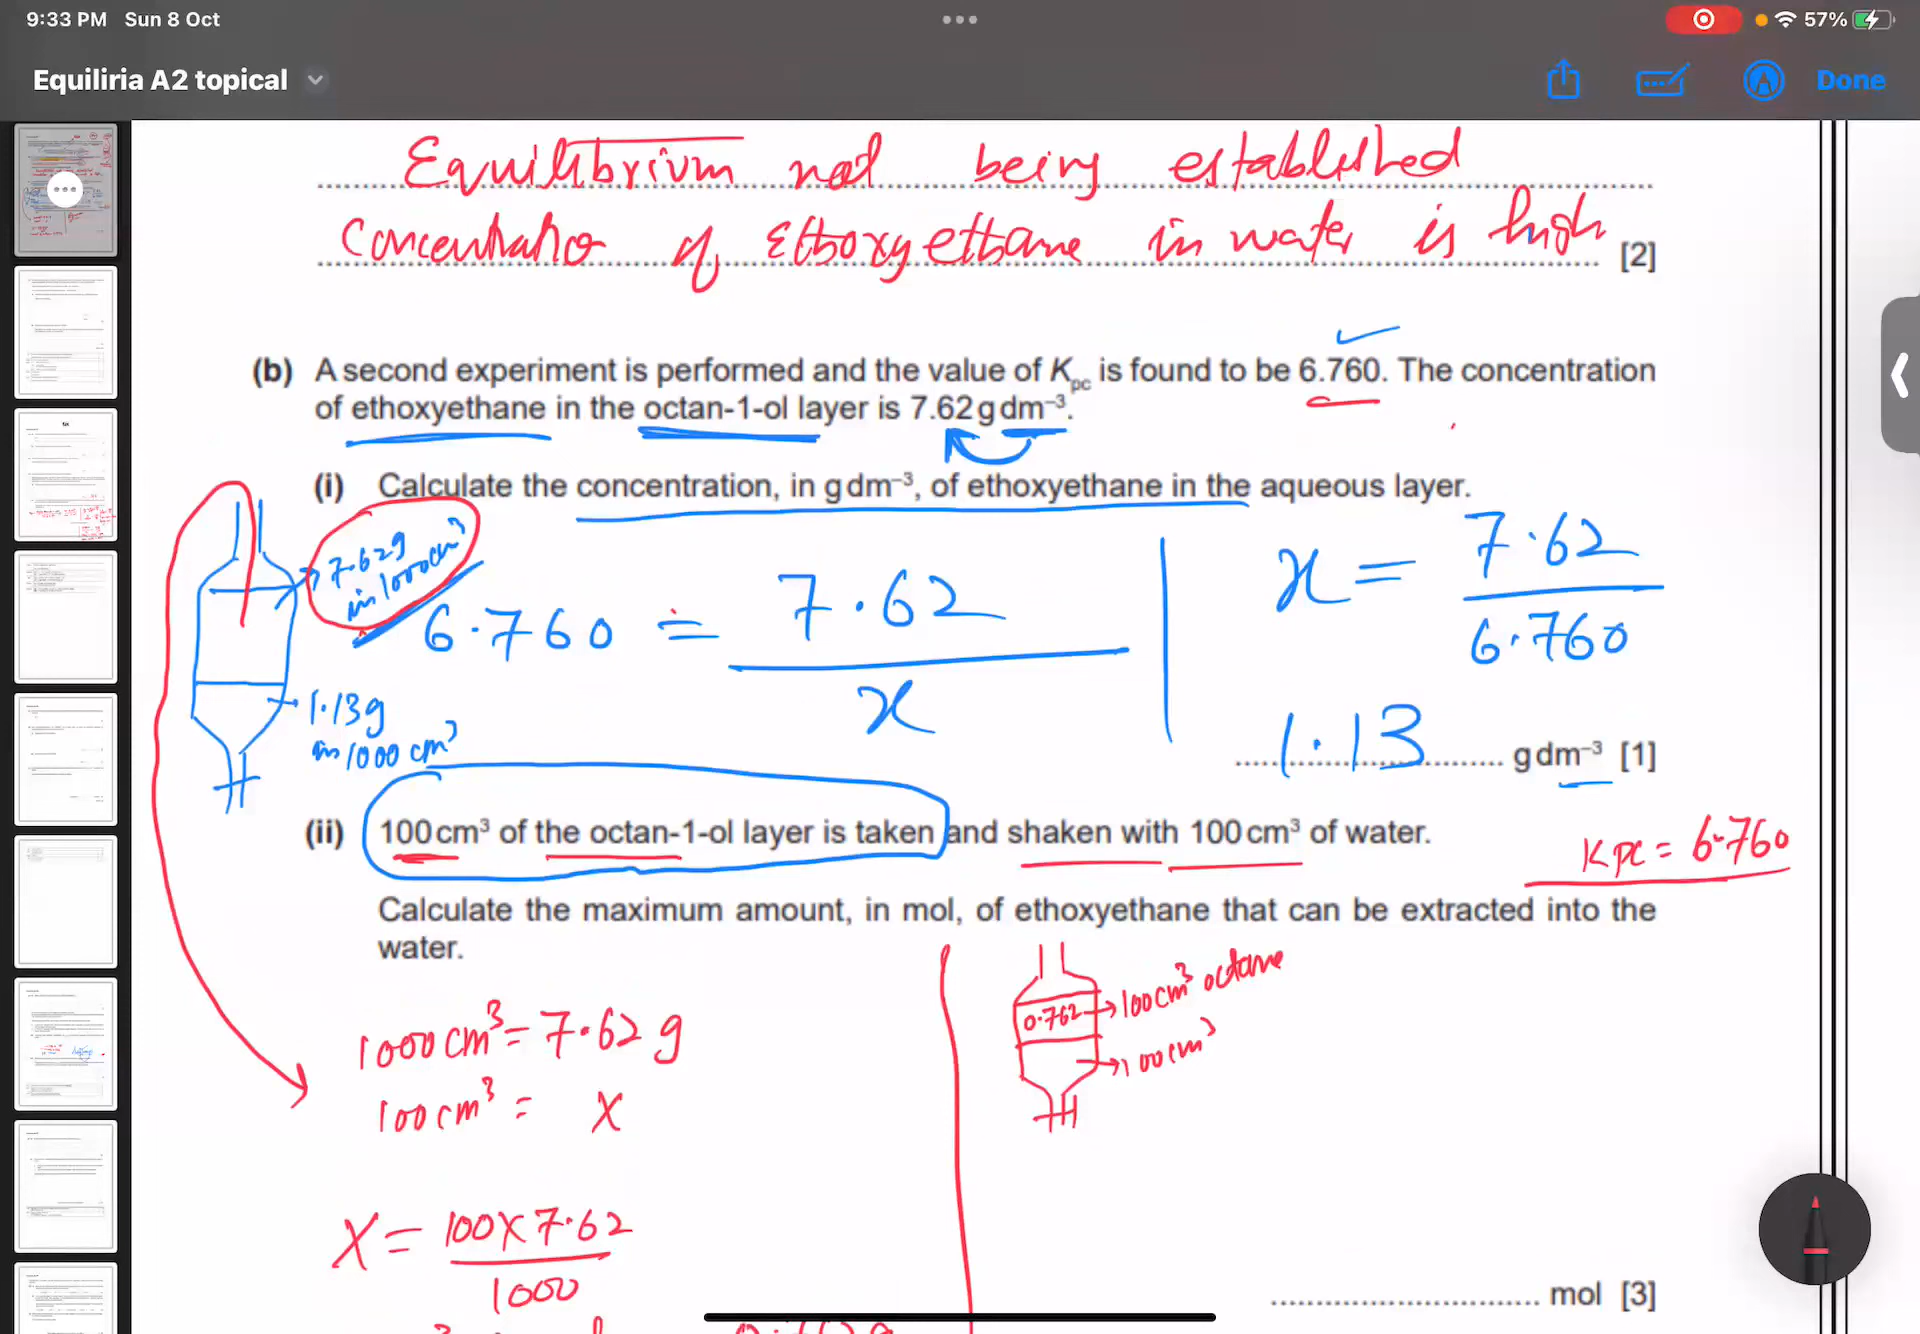 9:33 PM Sun 8 Oct
57%
Equiliria A2 topical
Done
Equilibrium not being established
Concentration of Ethoxyethane in water is high [2]
(b) A second experiment is performed and the value of Kpc is found to be 6.760. The concentration
of ethoxyethane in the octan-1-ol layer is 7.62 g dm⁻³.
(i) Calculate the concentration, in g dm⁻³, of ethoxyethane in the aqueous layer.
7.62g
in 1000 cm³
6.760 = 7.62 / x
x = 7.62 / 6.760
1.13g
in 1000 cm³
1.13 g dm⁻³ [1]
(ii) 100 cm³ of the octan-1-ol layer is taken and shaken with 100 cm³ of water.
Kpc = 6.760
Calculate the maximum amount, in mol, of ethoxyethane that can be extracted into the
water.
1000 cm³ = 7.62 g
100 cm³ = X
0.762
100 cm³ octane
100 cm³
X = 100 X 7.62 / 1000
mol [3]